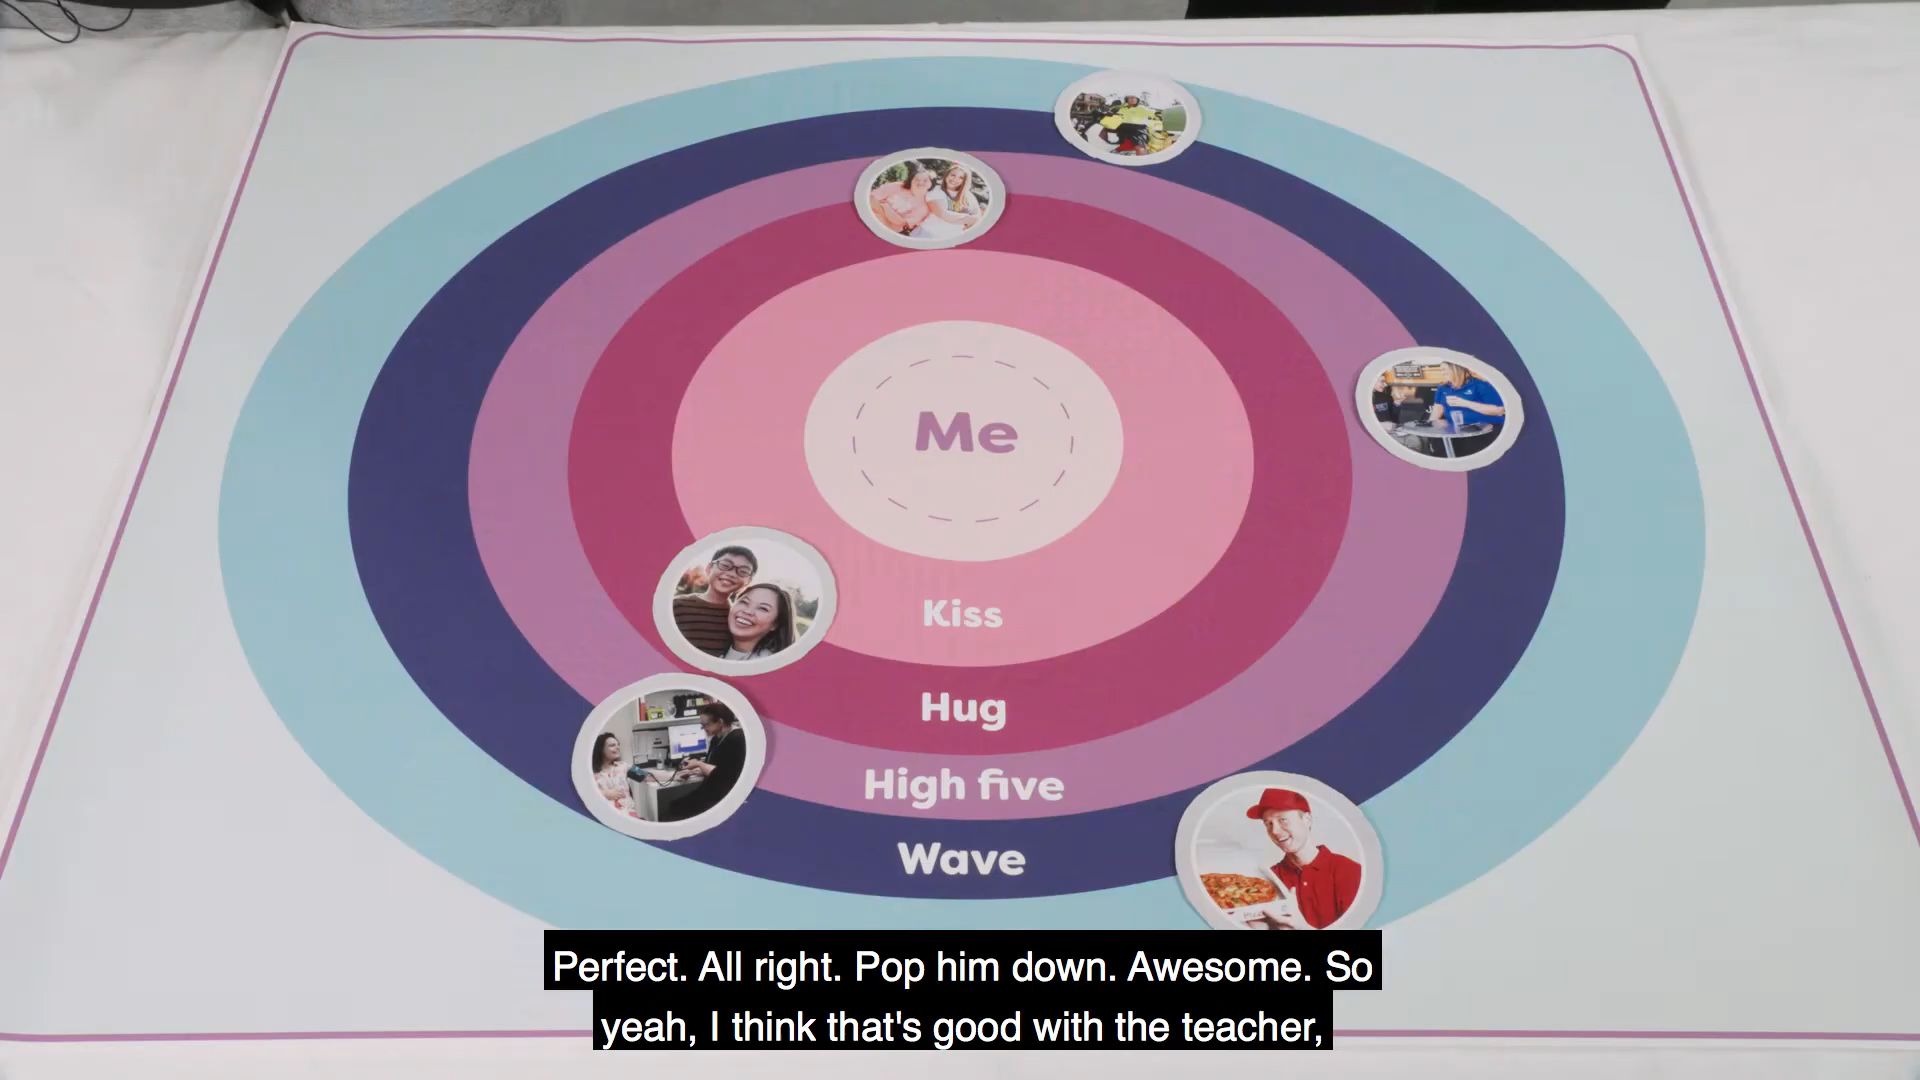 Me
Kiss
Hug
High five
Wave
Perfect. All right. Pop him down. Awesome. So
yeah, I think that's good with the teacher,